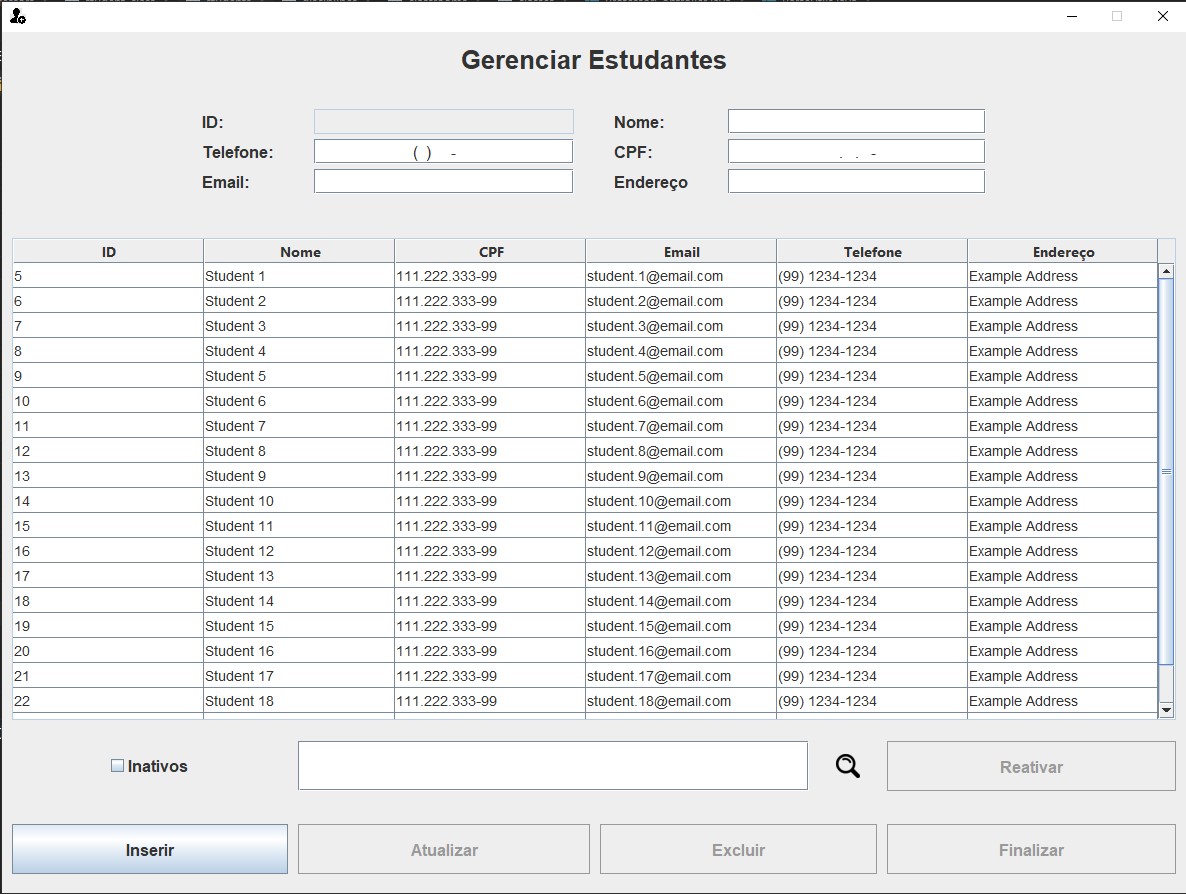 Gerenciar Estudantes
ID: Nome:
Telefone: ( ) - CPF: . . -
Email: Endereço
ID Nome CPF Email Telefone Endereço
5 Student 1 111.222.333-99 student.1@email.com (99) 1234-1234 Example Address
6 Student 2 111.222.333-99 student.2@email.com (99) 1234-1234 Example Address
7 Student 3 111.222.333-99 student.3@email.com (99) 1234-1234 Example Address
8 Student 4 111.222.333-99 student.4@email.com (99) 1234-1234 Example Address
9 Student 5 111.222.333-99 student.5@email.com (99) 1234-1234 Example Address
10 Student 6 111.222.333-99 student.6@email.com (99) 1234-1234 Example Address
11 Student 7 111.222.333-99 student.7@email.com (99) 1234-1234 Example Address
12 Student 8 111.222.333-99 student.8@email.com (99) 1234-1234 Example Address
13 Student 9 111.222.333-99 student.9@email.com (99) 1234-1234 Example Address
14 Student 10 111.222.333-99 student.10@email.com (99) 1234-1234 Example Address
15 Student 11 111.222.333-99 student.11@email.com (99) 1234-1234 Example Address
16 Student 12 111.222.333-99 student.12@email.com (99) 1234-1234 Example Address
17 Student 13 111.222.333-99 student.13@email.com (99) 1234-1234 Example Address
18 Student 14 111.222.333-99 student.14@email.com (99) 1234-1234 Example Address
19 Student 15 111.222.333-99 student.15@email.com (99) 1234-1234 Example Address
20 Student 16 111.222.333-99 student.16@email.com (99) 1234-1234 Example Address
21 Student 17 111.222.333-99 student.17@email.com (99) 1234-1234 Example Address
22 Student 18 111.222.333-99 student.18@email.com (99) 1234-1234 Example Address
Inativos Reativar
Inserir Atualizar Excluir Finalizar